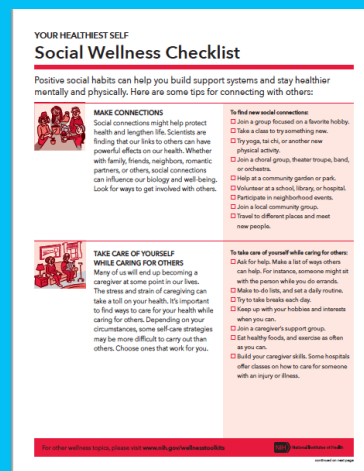 YOUR HEALTHIEST SELF
Social Wellness Checklist
Positive social habits can help you build support systems and stay healthier
mentally and physically. Here are some tips for connecting with others:
MAKE CONNECTIONS
Social connections might help protect
health and lengthen life. Scientists are
finding that our links to others can have
powerful effects on our health. Whether
with family, friends, neighbors, romantic
partners, or others, social connections
can influence our biology and well-being.
Look for ways to get involved with others.
To find new social connections:
☐ Join a group focused on a favorite hobby.
☐ Take a class to try something new.
☐ Try yoga, tai chi, or another new
physical activity.
☐ Join a choral group, theater troupe, band,
or orchestra.
☐ Help at a community garden or park.
☐ Volunteer at a school, library, or hospital.
☐ Participate in neighborhood events.
☐ Join a local community group.
☐ Travel to different places and meet
new people.
TAKE CARE OF YOURSELF
WHILE CARING FOR OTHERS
Many of us will end up becoming a
caregiver at some point in our lives.
The stress and strain of caregiving can
take a toll on your health. It's important
to find ways to care for your health while
caring for others. Depending on your
circumstances, some self-care strategies
may be more difficult to carry out than
others. Choose ones that work for you.
To take care of yourself while caring for others:
☐ Ask for help. Make a list of ways others
can help. For instance, someone might sit
with the person while you do errands.
☐ Make to-do lists, and set a daily routine.
☐ Try to take breaks each day.
☐ Keep up with your hobbies and interests
when you can.
☐ Join a caregiver's support group.
☐ Eat healthy foods, and exercise as often
as you can.
☐ Build your caregiver skills. Some hospitals
offer classes on how to care for someone
with an injury or illness.
For other wellness topics, please visit www.nih.gov/wellnesstoolkits
NIH National Institutes of Health
continued on next page